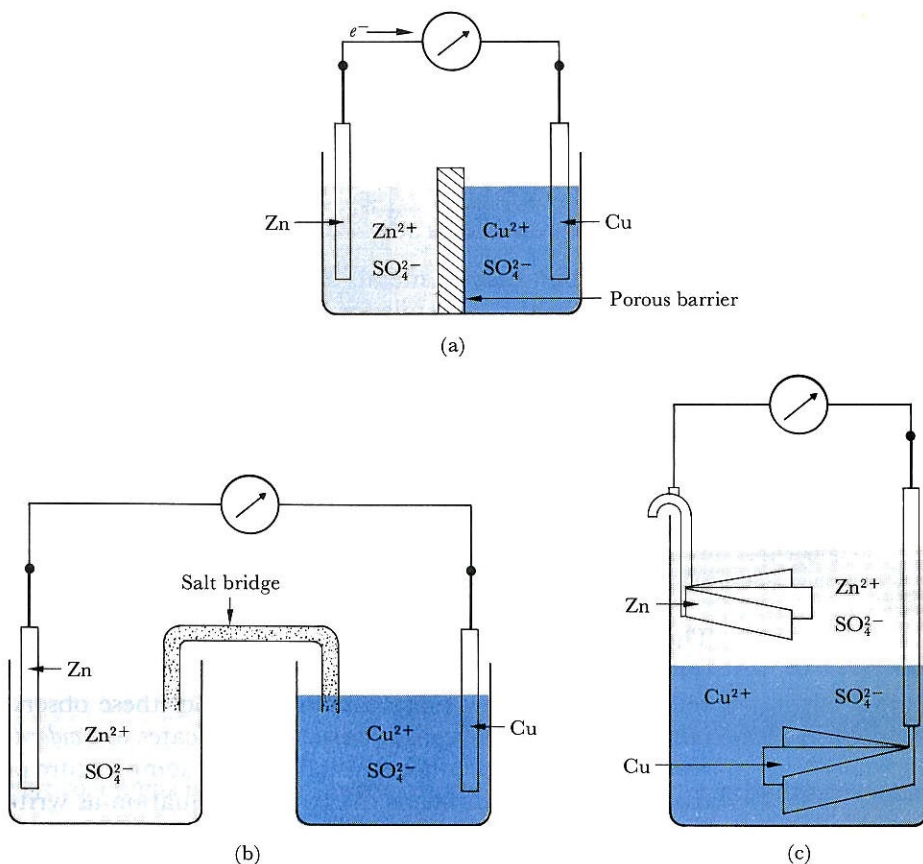 e⁻
Zn
Zn²⁺
Cu²⁺
Cu
SO₄²⁻
SO₄²⁻
Porous barrier
(a)
Salt bridge
Zn
Zn²⁺
SO₄²⁻
Cu²⁺
SO₄²⁻
Cu
(b)
Zn
Zn²⁺
SO₄²⁻
Cu²⁺
SO₄²⁻
Cu
(c)